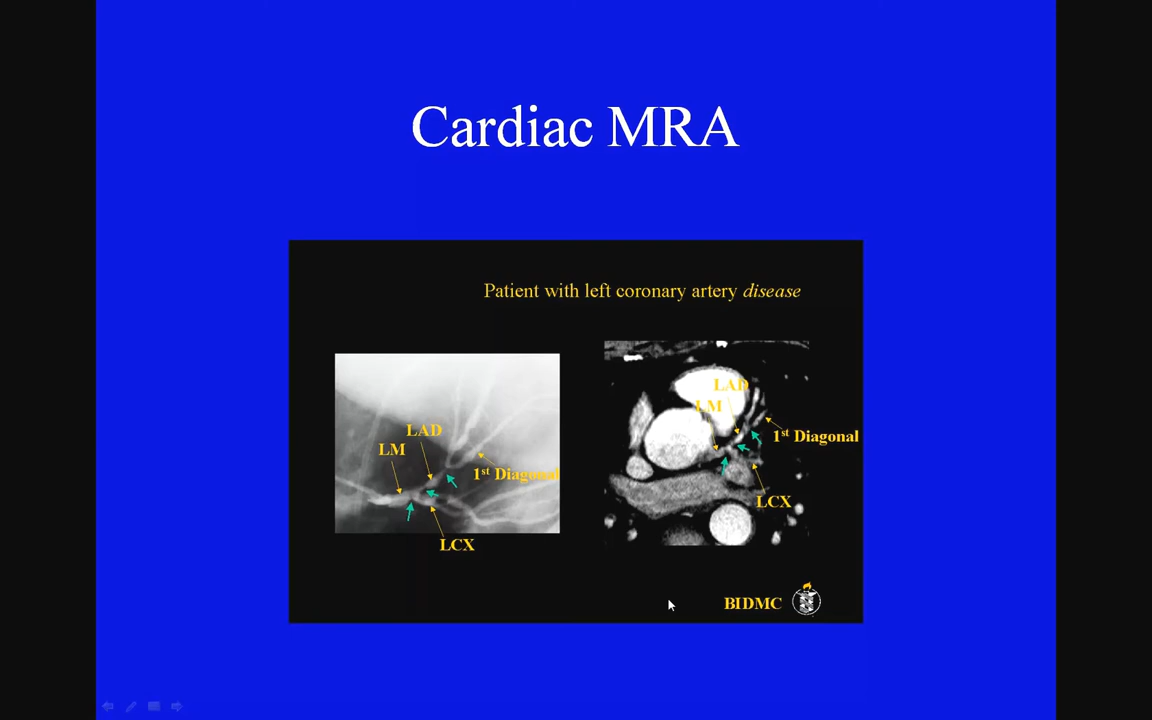 Cardiac MRA
Patient with left coronary artery disease
LAD
LM
1st Diagonal
LCX
LAD
LM
1st Diagonal
LCX
BIDMC